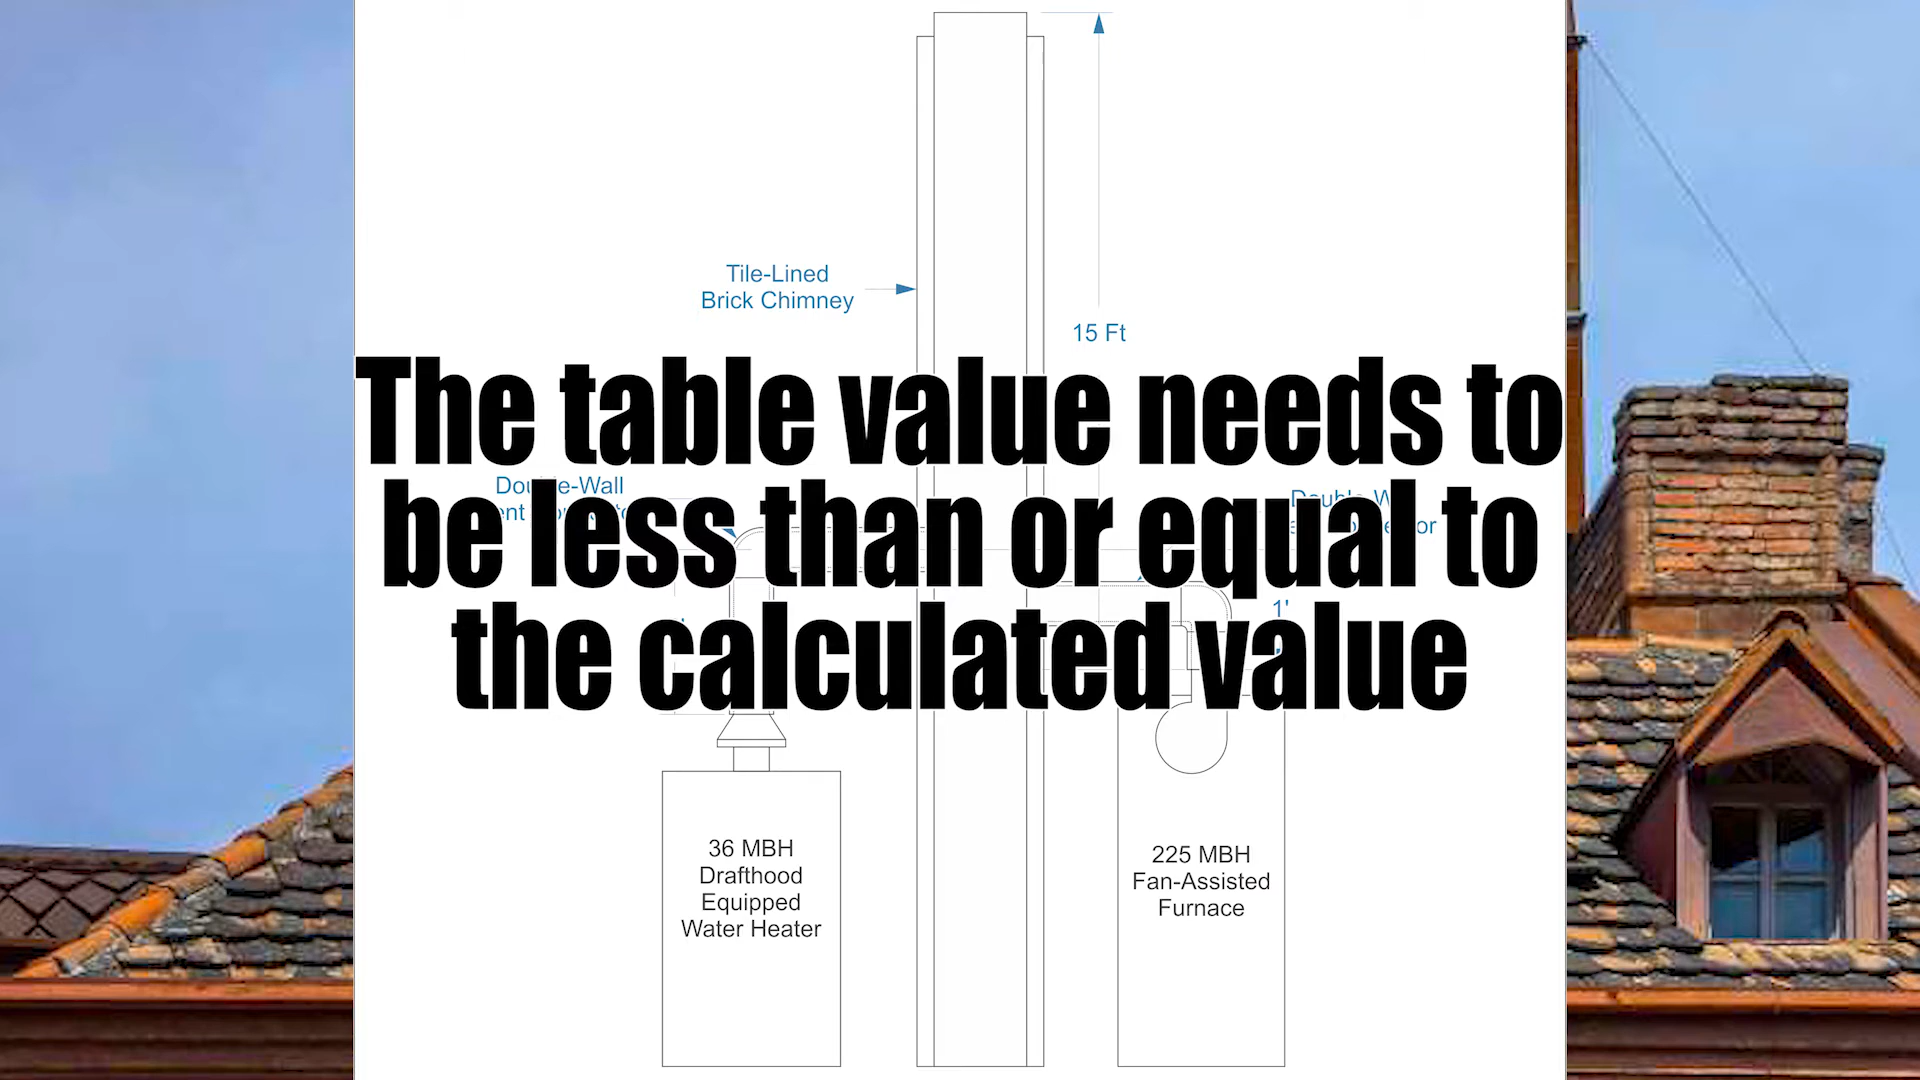 Tile-Lined
Brick Chimney
15 Ft
The table value needs to
be less than or equal to
the calculated value
1'
36 MBH
Drafthood
Equipped
Water Heater
225 MBH
Fan-Assisted
Furnace